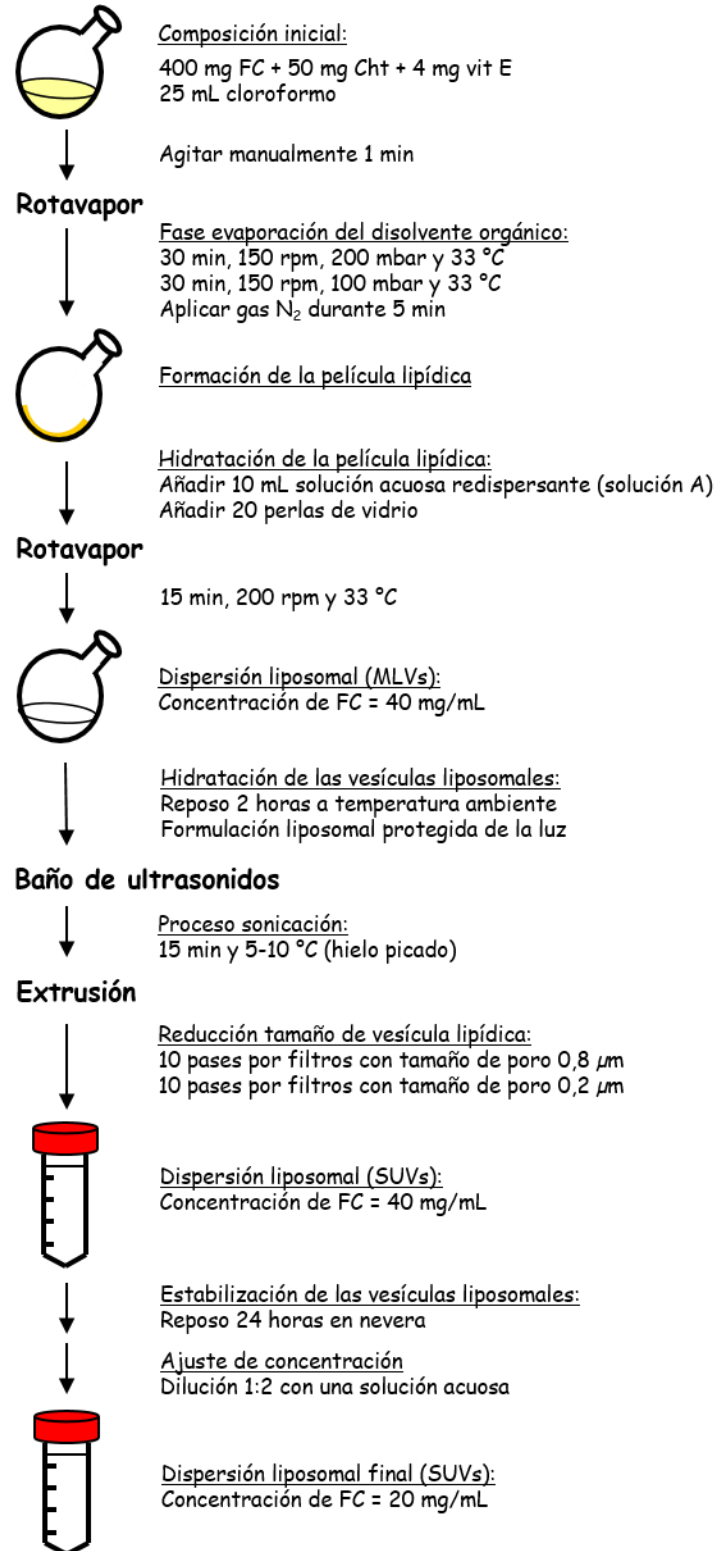 Composición inicial:
400 mg FC + 50 mg Cht + 4 mg vit E
25 mL cloroformo
Agitar manualmente 1 min
Rotavapor
Fase evaporación del disolvente orgánico:
30 min, 150 rpm, 200 mbar y 33 °C
30 min, 150 rpm, 100 mbar y 33 °C
Aplicar gas N₂ durante 5 min
Formación de la película lipídica
Hidratación de la película lipídica:
Añadir 10 mL solución acuosa redispersante (solución A)
Añadir 20 perlas de vidrio
Rotavapor
15 min, 200 rpm y 33 °C
Dispersión liposomal (MLVs):
Concentración de FC = 40 mg/mL
Hidratación de las vesículas liposomales:
Reposo 2 horas a temperatura ambiente
Formulación liposomal protegida de la luz
Baño de ultrasonidos
Proceso sonicación:
15 min y 5-10 °C (hielo picado)
Extrusión
Reducción tamaño de vesícula lipídica:
10 pases por filtros con tamaño de poro 0,8 µm
10 pases por filtros con tamaño de poro 0,2 µm
Dispersión liposomal (SUVs):
Concentración de FC = 40 mg/mL
Estabilización de las vesículas liposomales:
Reposo 24 horas en nevera
Ajuste de concentración
Dilución 1:2 con una solución acuosa
Dispersión liposomal final (SUVs):
Concentración de FC = 20 mg/mL